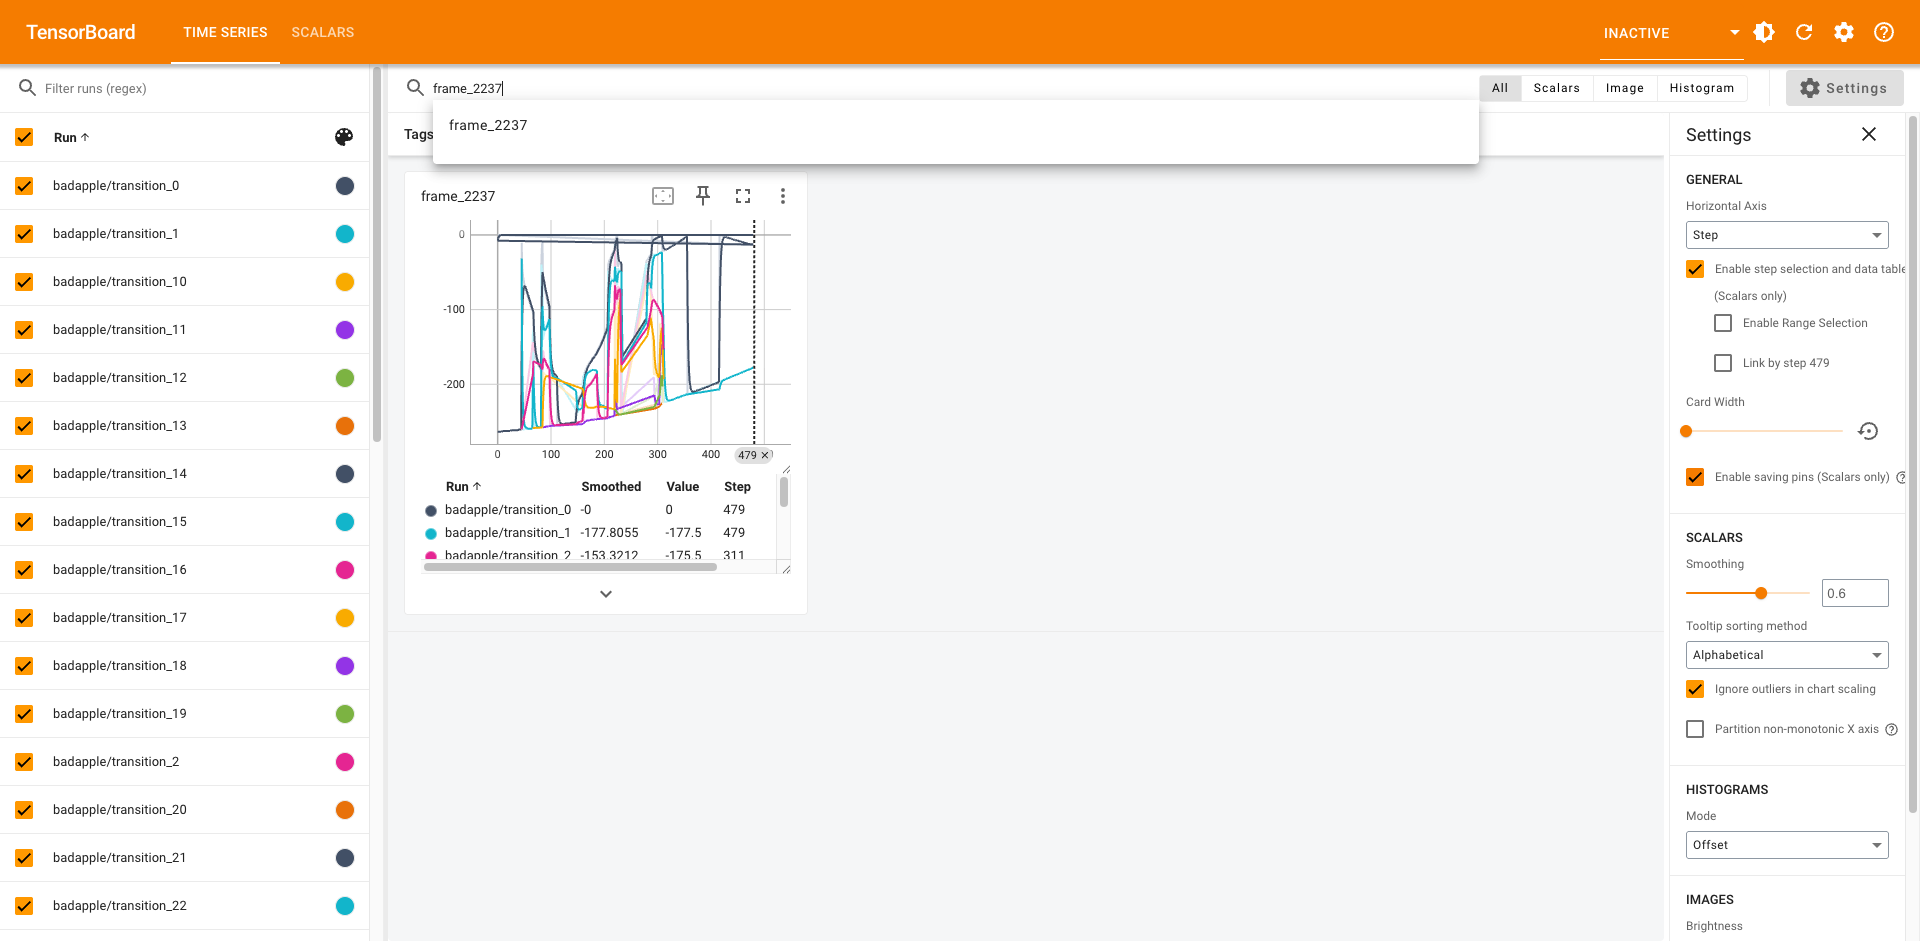 TensorBoard
TIME SERIES
SCALARS
INACTIVE
Filter runs (regex)
frame_2237
All
Scalars
Image
Histogram
Settings
frame_2237
Run
Tags
Settings
badapple/transition_0
badapple/transition_1
badapple/transition_10
badapple/transition_11
badapple/transition_12
badapple/transition_13
badapple/transition_14
badapple/transition_15
badapple/transition_16
badapple/transition_17
badapple/transition_18
badapple/transition_19
badapple/transition_2
badapple/transition_20
badapple/transition_21
badapple/transition_22
frame_2237
0
-100
-200
0 100 200 300 400 479
Run Smoothed Value Step
badapple/transition_0 -0 0 479
badapple/transition_1 -177.8055 -177.5 479
badapple/transition_2 -153.3212 -175.5 311
GENERAL
Horizontal Axis
Step
Enable step selection and data table
(Scalars only)
Enable Range Selection
Link by step 479
Card Width
Enable saving pins (Scalars only)
SCALARS
Smoothing
0.6
Tooltip sorting method
Alphabetical
Ignore outliers in chart scaling
Partition non-monotonic X axis
HISTOGRAMS
Mode
Offset
IMAGES
Brightness